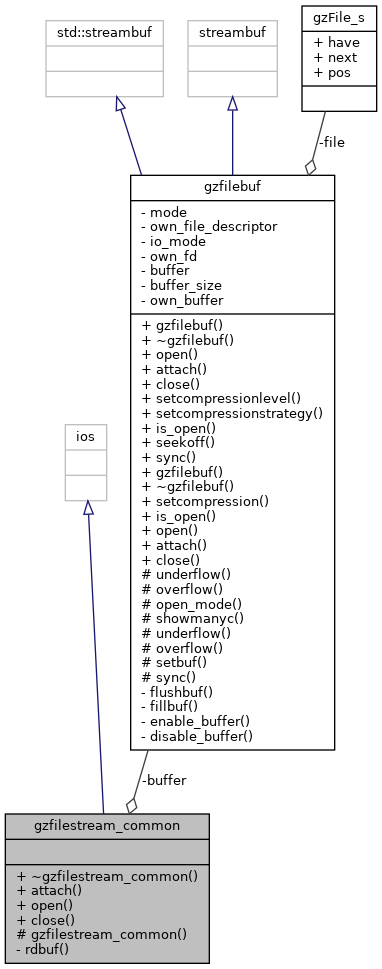 gzFile_s
+ have
+ next
+ pos
std::streambuf
streambuf
-file
gzfilebuf
- mode
- own_file_descriptor
- io_mode
- own_fd
- buffer
- buffer_size
- own_buffer
+ gzfilebuf()
+ ~gzfilebuf()
+ open()
+ attach()
+ close()
+ setcompressionlevel()
+ setcompressionstrategy()
+ is_open()
+ seekoff()
+ sync()
+ gzfilebuf()
+ ~gzfilebuf()
+ setcompression()
+ is_open()
+ open()
+ attach()
+ close()
# underflow()
# overflow()
# open_mode()
# showmanyc()
# underflow()
# overflow()
# setbuf()
# sync()
- flushbuf()
- fillbuf()
- enable_buffer()
- disable_buffer()
ios
-buffer
gzfilestream_common
+ ~gzfilestream_common()
+ attach()
+ open()
+ close()
# gzfilestream_common()
- rdbuf()